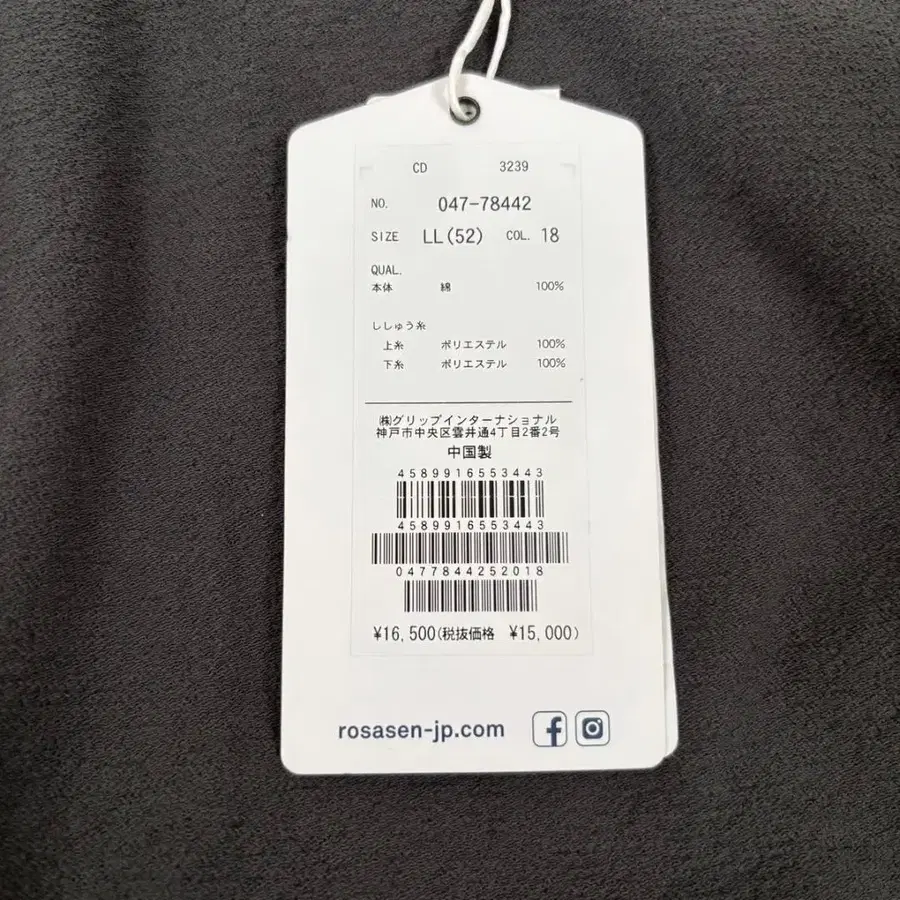 CD 3239
NO. 047-78442
SIZE LL(52) COL. 18
QUAL.
本体 綿 100%
ししゅう糸
上糸 ポリエステル 100%
下糸 ポリエステル 100%
㈱グリップインターナショナル
神戸市中央区雲井通4丁目2番2号
中国製
4589916553443
4589916553443
0477844252018
¥16,500(税抜価格 ¥15,000)
rosasen-jp.com